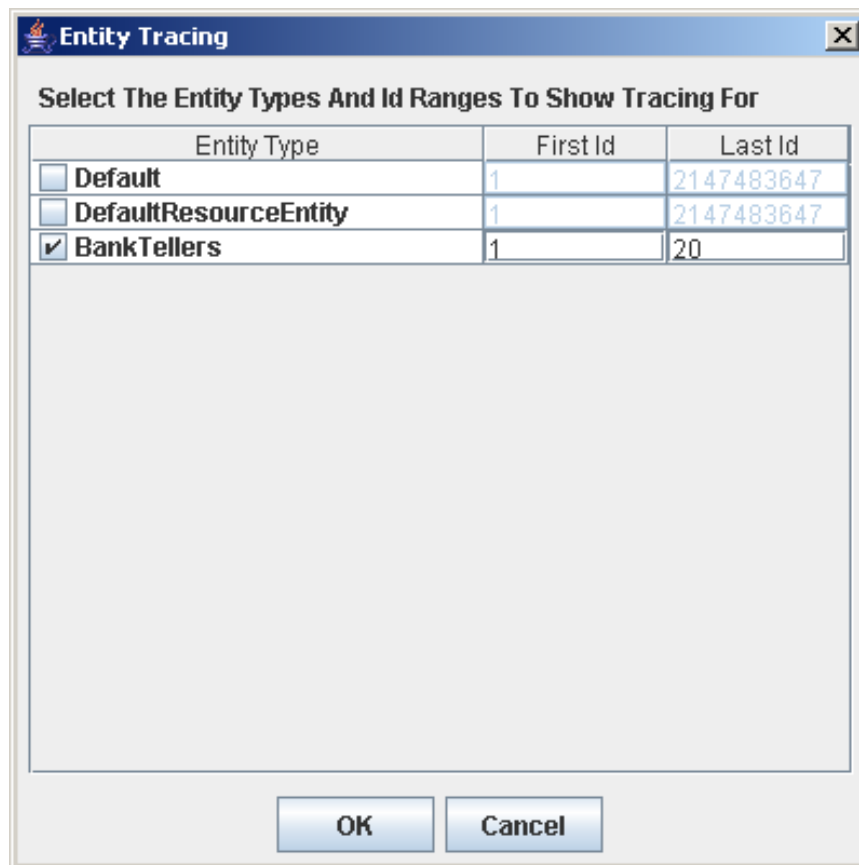 Entity Tracing
Select The Entity Types And Id Ranges To Show Tracing For
Entity Type First Id Last Id
Default 1 2147483647
DefaultResourceEntity 1 2147483647
BankTellers 1 20
OK Cancel